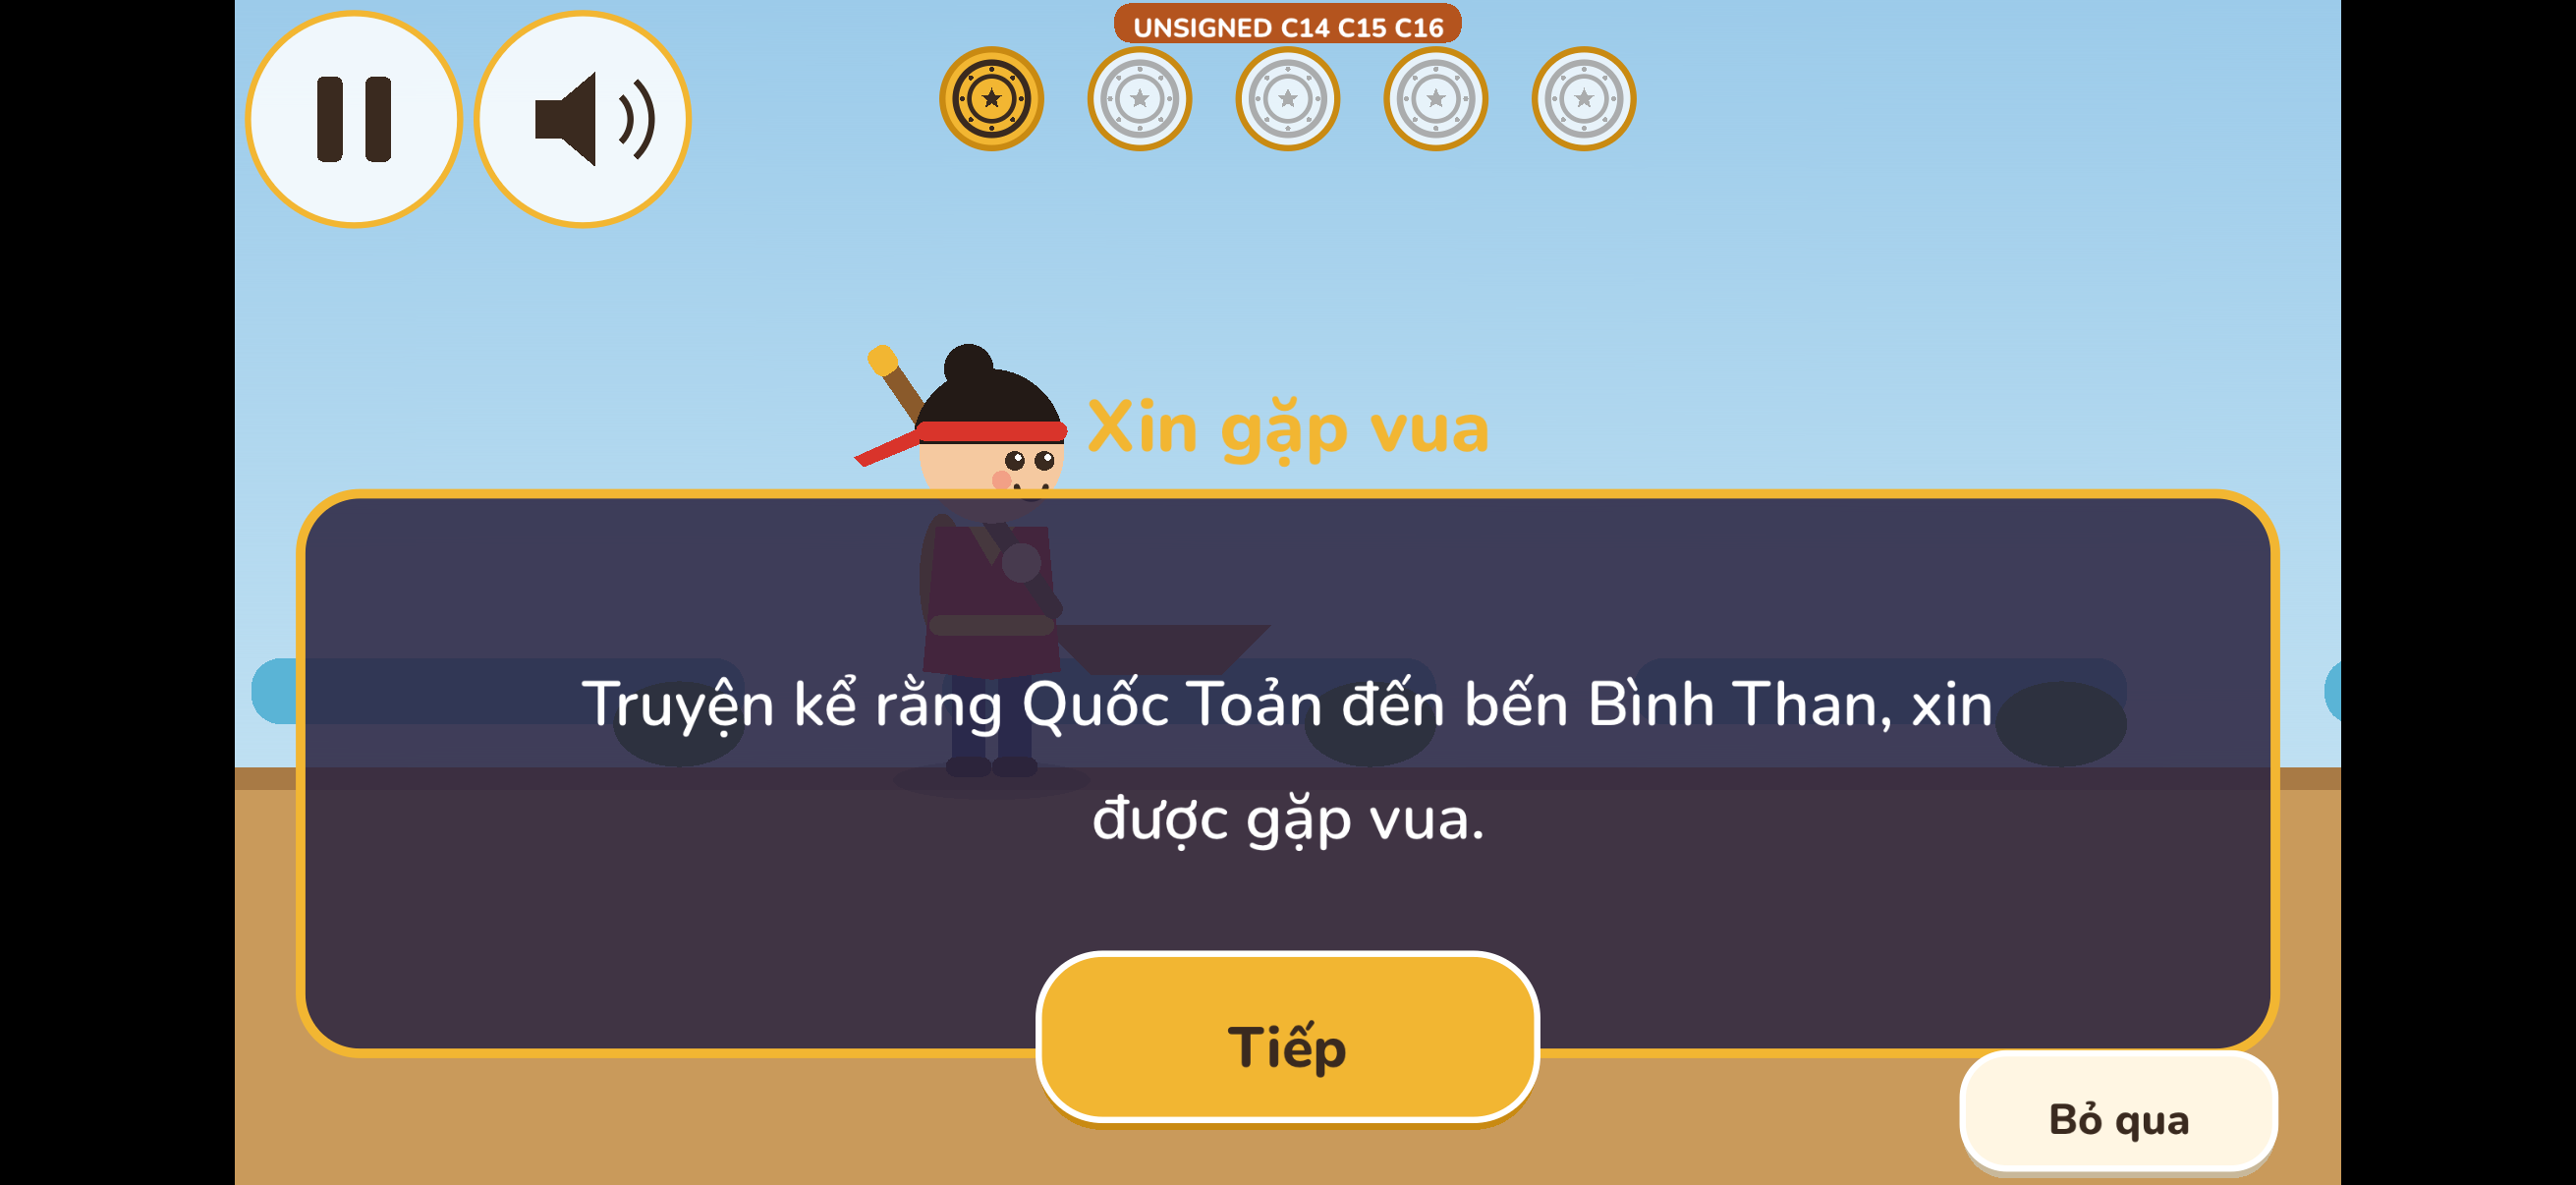 UNSIGNED C14 C15 C16
Xin gặp vua
Truyện kể rằng Quốc Toản đến bến Bình Than, xin
được gặp vua.
Tiếp
Bỏ qua